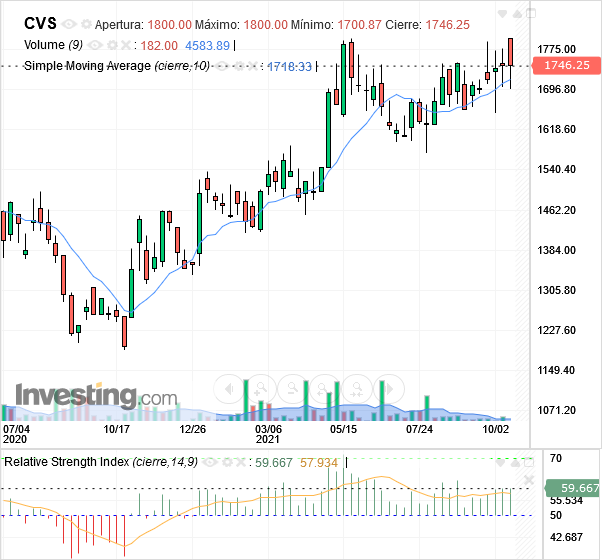 CVS Apertura: 1800.00 Máximo: 1800.00 Mínimo: 1700.87 Cierre: 1746.25
Volume (9) : 182.00 4583.89
Simple Moving Average (cierre,10) : 1718.33
1775.00
1746.25
1696.80
1618.60
1540.40
1462.20
1384.00
1305.80
1227.60
1149.40
1071.20
Investing.com
07/04 10/17 12/26 03/06 05/15 07/24 10/02
2020 2021
Relative Strength Index (cierre,14,9) : 59.667 57.934
70
59.667
55.534
50
42.687